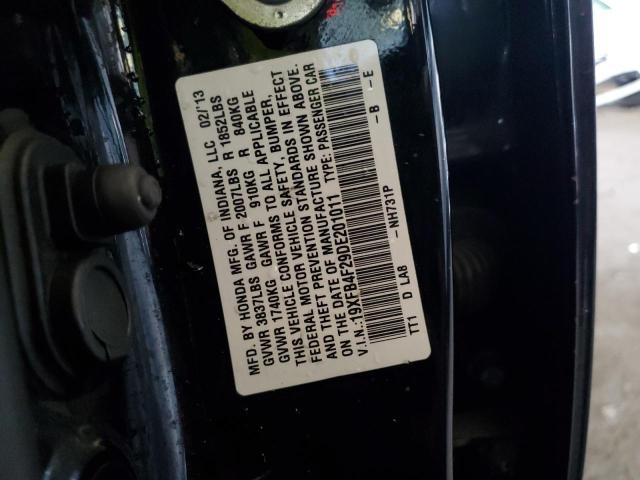 MFD. BY HONDA MFG. OF INDIANA, LLC 02/13
GVWR 3837LBS GAWR F 2007LBS R 1852LBS
GVWR 1740KG GAWR F 910KG R 840KG
THIS VEHICLE CONFORMS TO ALL APPLICABLE
FEDERAL MOTOR VEHICLE SAFETY, BUMPER,
AND THEFT PREVENTION STANDARDS IN EFFECT
ON THE DATE OF MANUFACTURE SHOWN ABOVE.
V.I.N.:19XFB4F29DE201011 TYPE: PASSENGER CAR
TT1 D LA8 -NH731P -B -E